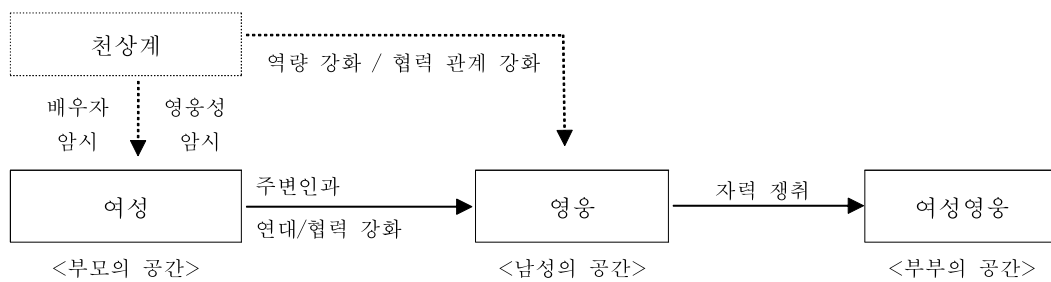 천상계
역량 강화 / 협력 관계 강화
배우자 영웅성
암시 암시
여성
주변인과
연대/협력 강화
영웅
자력 쟁취
여성영웅
<부모의 공간>
<남성의 공간>
<부부의 공간>